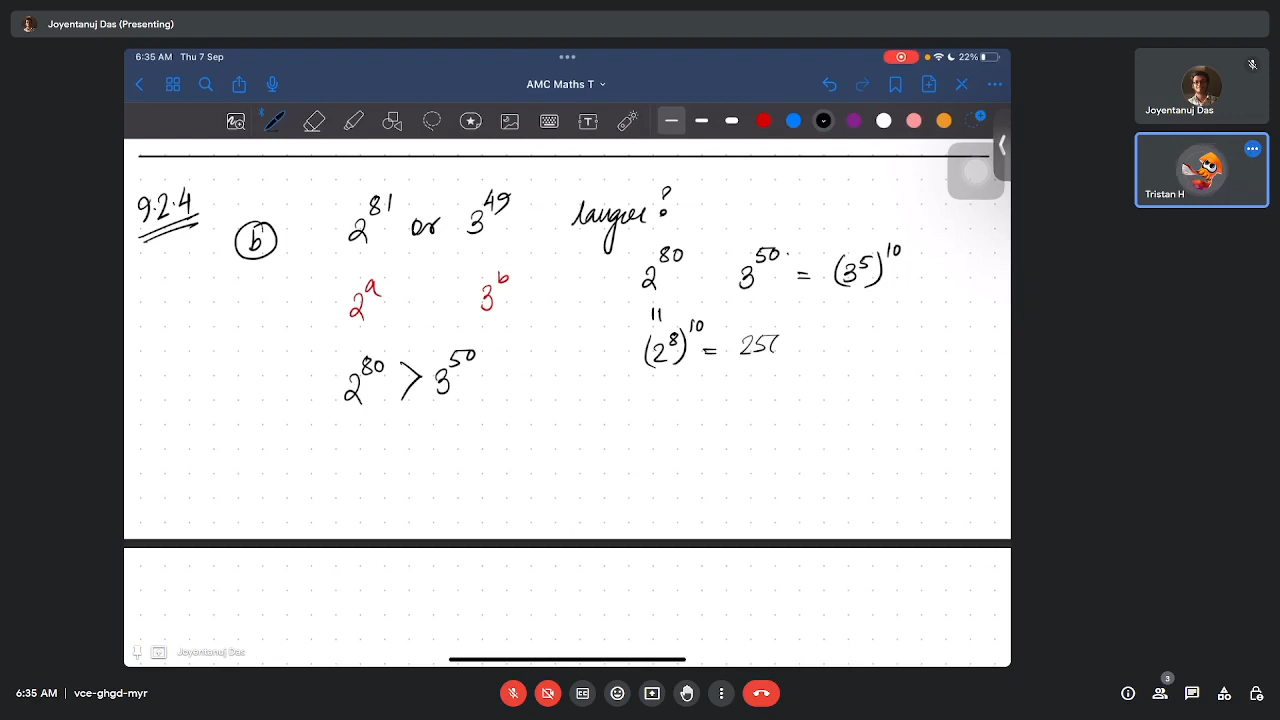 Joyentanuj Das (Presenting)
6:35 AM Thu 7 Sep
22%
AMC Maths T
Joyentanuj Das
Tristan H
9.2.4
b 2^81 or 3^49 larger?
2^80 3^50 = (3^5)^10
2^a 3^b
(2^8)^10 = 256
2^80 > 3^50
Joyentanuj Das
6:35 AM | vce-ghgd-myr
3